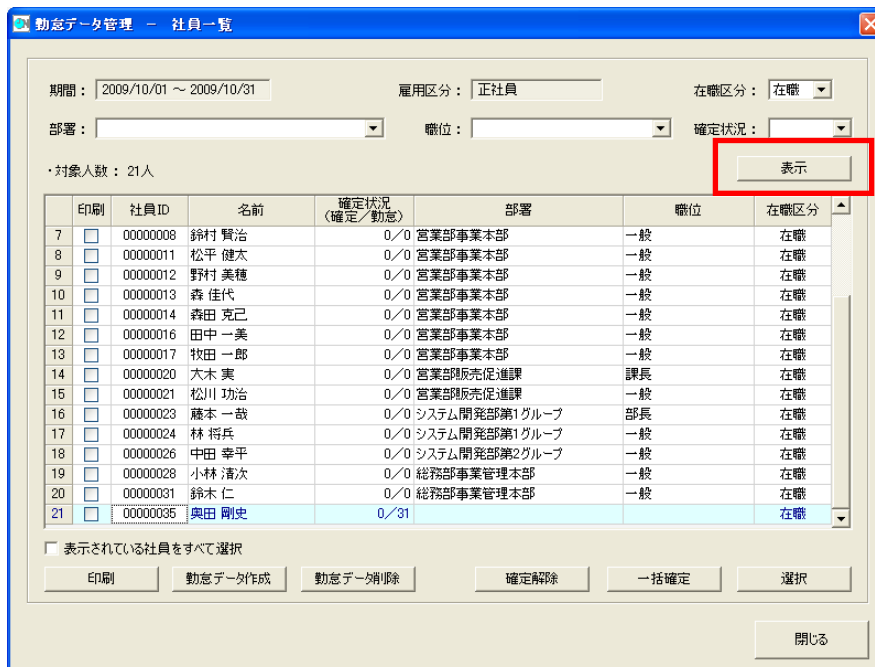 勤怠データ管理 － 社員一覧
期間： 2009/10/01 ～ 2009/10/31 雇用区分： 正社員 在職区分： 在職
部署： 職位： 確定状況：
・対象人数： 21人 表示
印刷 社員ID 名前 確定状況（確定／勤怠） 部署 職位 在職区分
7 00000008 鈴村 賢治 0／0 営業部事業本部 一般 在職
8 00000011 松平 健太 0／0 営業部事業本部 一般 在職
9 00000012 野村 美穂 0／0 営業部事業本部 一般 在職
10 00000013 森 佳代 0／0 営業部事業本部 一般 在職
11 00000014 森田 克己 0／0 営業部事業本部 一般 在職
12 00000016 田中 一美 0／0 営業部事業本部 一般 在職
13 00000017 牧田 一郎 0／0 営業部事業本部 一般 在職
14 00000020 大木 実 0／0 営業部販売促進課 課長 在職
15 00000021 松川 功治 0／0 営業部販売促進課 一般 在職
16 00000023 藤本 一哉 0／0 システム開発部第1グループ 部長 在職
17 00000024 林 将兵 0／0 システム開発部第1グループ 一般 在職
18 00000026 中田 幸平 0／0 システム開発部第2グループ 一般 在職
19 00000028 小林 清次 0／0 総務部事業管理本部 一般 在職
20 00000031 鈴木 仁 0／0 総務部事業管理本部 一般 在職
21 00000035 奥田 剛史 0／31 在職
表示されている社員をすべて選択
印刷 勤怠データ作成 勤怠データ削除 確定解除 一括確定 選択
閉じる